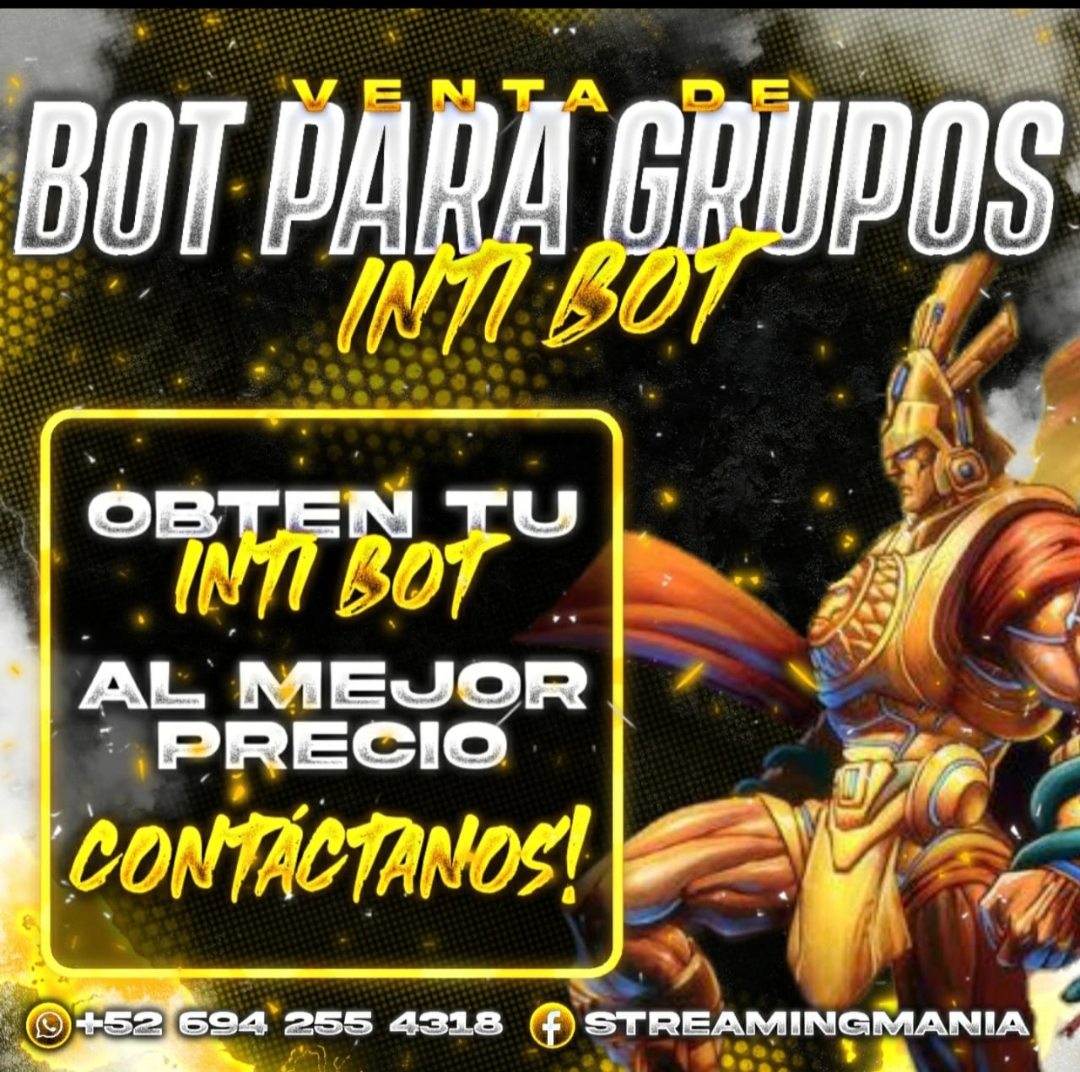 VENTA DE
BOT PARA GRUPOS
INTI BOT
OBTEN TU
INTI BOT
AL MEJOR
PRECIO
CONTÁCTANOS!
+52 694 255 4318 STREAMINGMANIA